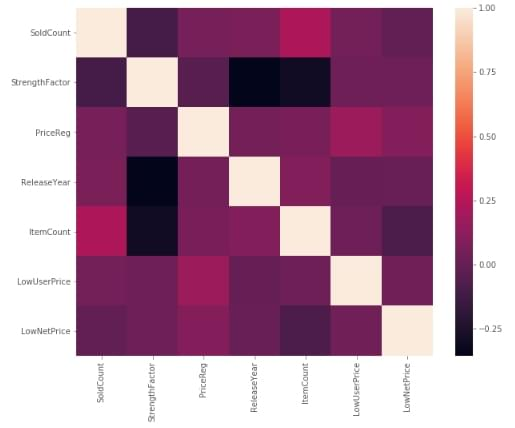 SoldCount
StrengthFactor
PriceReg
ReleaseYear
ItemCount
LowUserPrice
LowNetPrice
SoldCount
StrengthFactor
PriceReg
ReleaseYear
ItemCount
LowUserPrice
LowNetPrice
1.00
0.75
0.50
0.25
0.00
−0.25